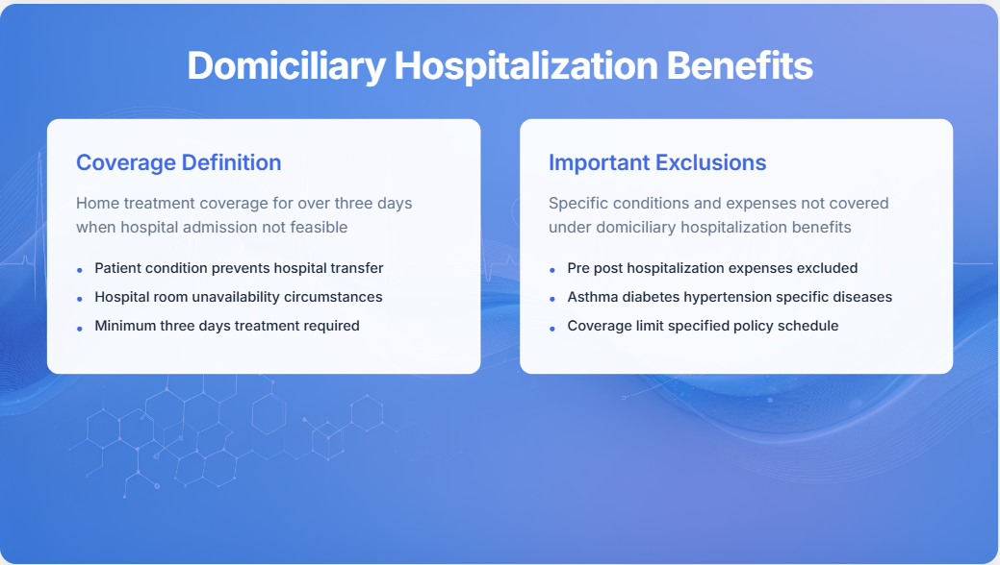 Domiciliary Hospitalization Benefits
Coverage Definition
Home treatment coverage for over three days
when hospital admission not feasible
• Patient condition prevents hospital transfer
• Hospital room unavailability circumstances
• Minimum three days treatment required
Important Exclusions
Specific conditions and expenses not covered
under domiciliary hospitalization benefits
• Pre post hospitalization expenses excluded
• Asthma diabetes hypertension specific diseases
• Coverage limit specified policy schedule